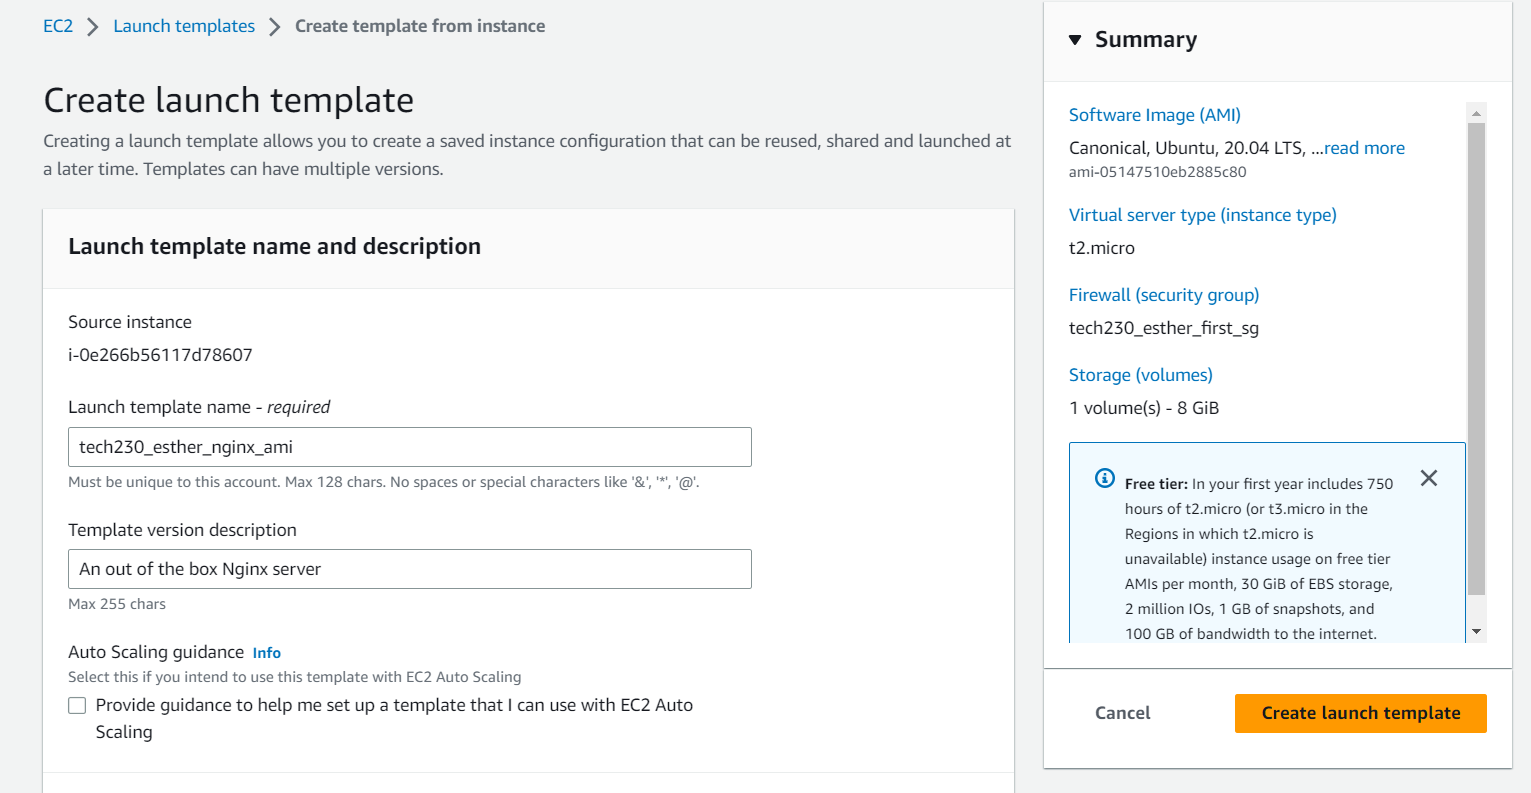 EC2 > Launch templates > Create template from instance
Create launch template
Creating a launch template allows you to create a saved instance configuration that can be reused, shared and launched at
a later time. Templates can have multiple versions.
Launch template name and description
Source instance
i-0e266b56117d78607
Launch template name - required
tech230_esther_nginx_ami
Must be unique to this account. Max 128 chars. No spaces or special characters like '&', '*', '@'.
Template version description
An out of the box Nginx server
Max 255 chars
Auto Scaling guidance Info
Select this if you intend to use this template with EC2 Auto Scaling
Provide guidance to help me set up a template that I can use with EC2 Auto
Scaling
Summary
Software Image (AMI)
Canonical, Ubuntu, 20.04 LTS, ...read more
ami-05147510eb2885c80
Virtual server type (instance type)
t2.micro
Firewall (security group)
tech230_esther_first_sg
Storage (volumes)
1 volume(s) - 8 GiB
Free tier: In your first year includes 750
hours of t2.micro (or t3.micro in the
Regions in which t2.micro is
unavailable) instance usage on free tier
AMIs per month, 30 GiB of EBS storage,
2 million IOs, 1 GB of snapshots, and
100 GB of bandwidth to the internet.
Cancel
Create launch template